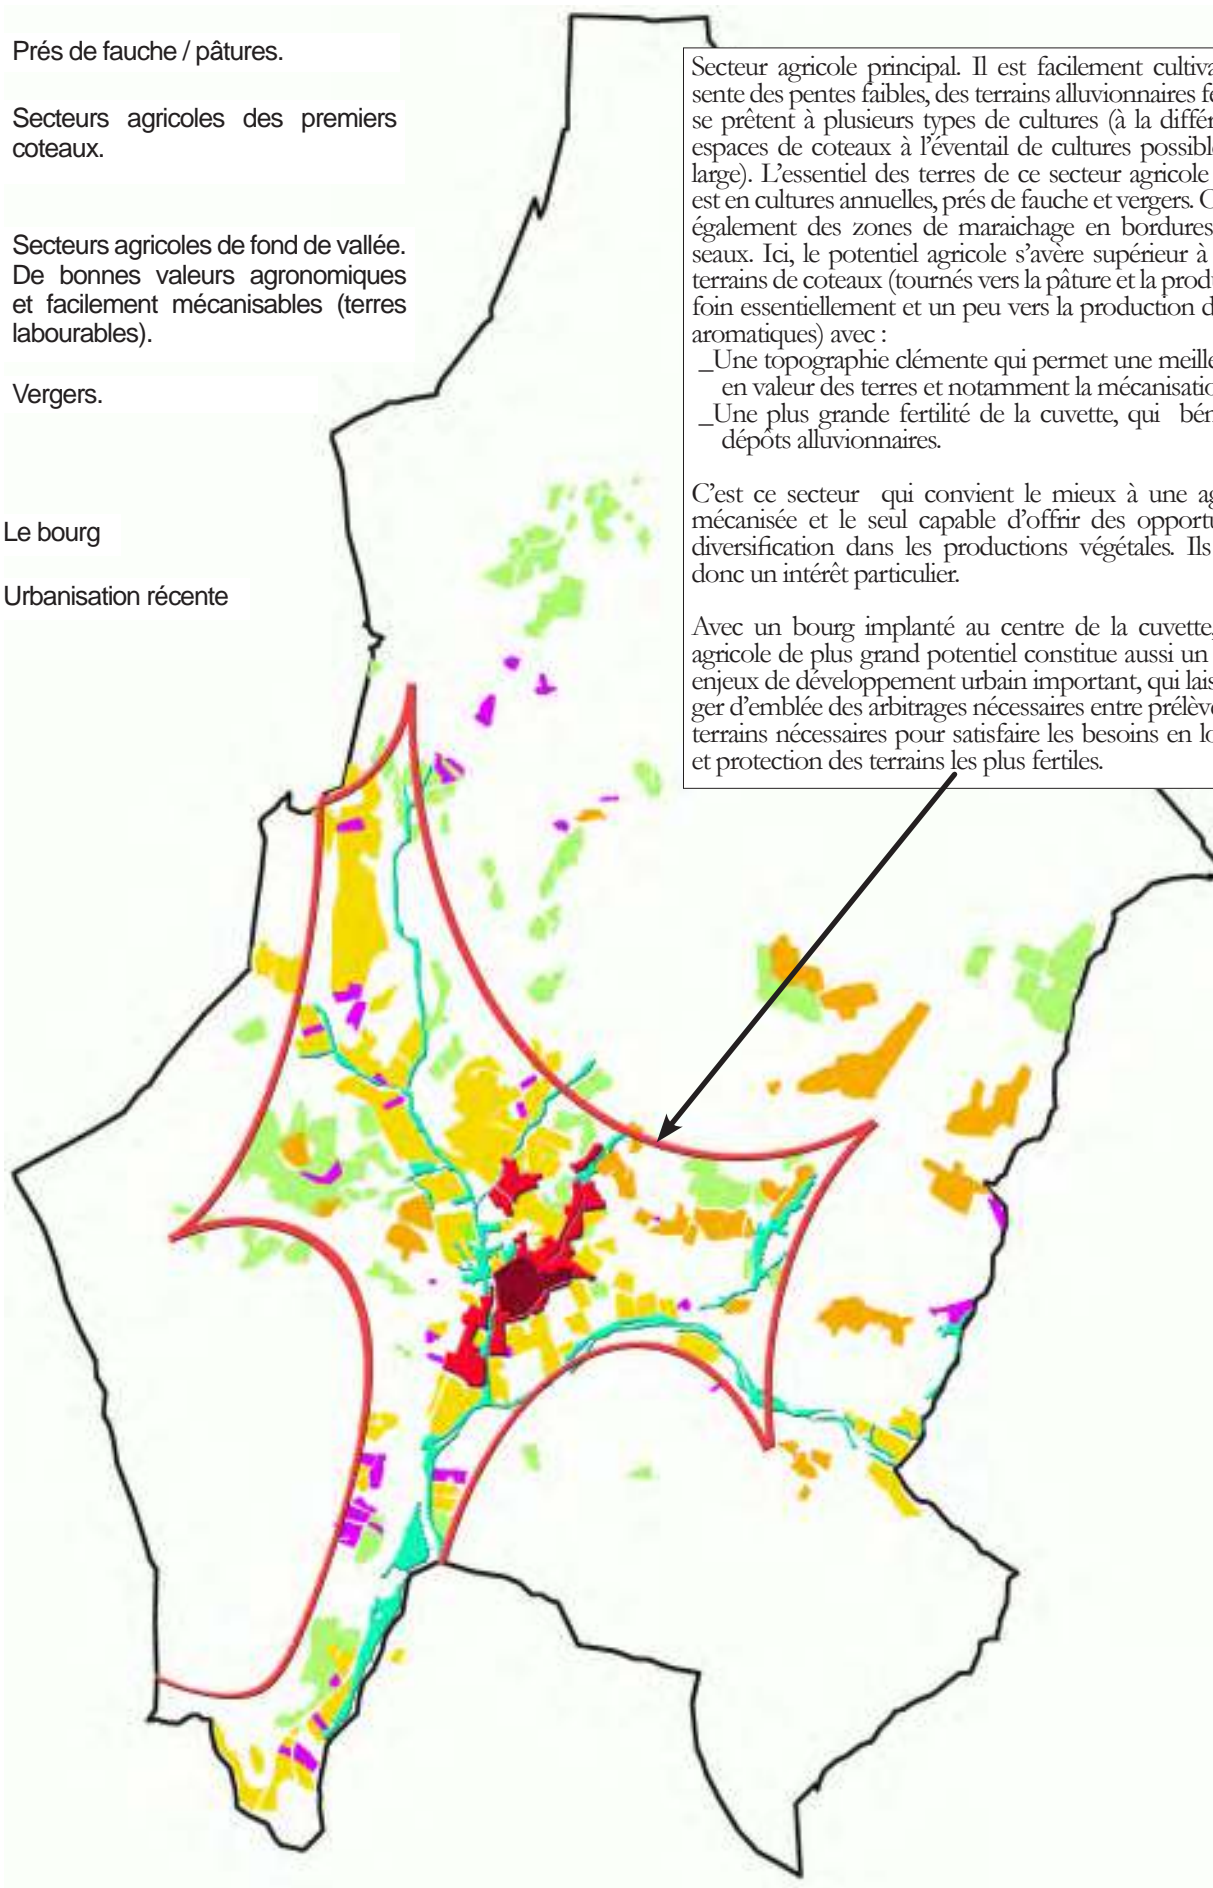 Prés de fauche / pâtures.
Secteurs agricoles des premiers
coteaux.
Secteurs agricoles de fond de vallée.
De bonnes valeurs agronomiques
et facilement mécanisables (terres
labourables).
Vergers.
Le bourg
Urbanisation récente
Secteur agricole principal. Il est facilement cultiva
sente des pentes faibles, des terrains alluvionnaires fe
se prêtent à plusieurs types de cultures (à la différ
espaces de coteaux à l'éventail de cultures possibl
large). L'essentiel des terres de ce secteur agricole
est en cultures annuelles, prés de fauche et vergers. C
également des zones de maraichage en bordures
seaux. Ici, le potentiel agricole s'avère supérieur à
terrains de coteaux (tournés vers la pâture et la produ
foin essentiellement et un peu vers la production d
aromatiques) avec :
_Une topographie clémente qui permet une meille
en valeur des terres et notamment la mécanisatio
_Une plus grande fertilité de la cuvette, qui bén
dépôts alluvionnaires.
C'est ce secteur qui convient le mieux à une ag
mécanisée et le seul capable d'offrir des opportu
diversification dans les productions végétales. Ils
donc un intérêt particulier.
Avec un bourg implanté au centre de la cuvette,
agricole de plus grand potentiel constitue aussi un
enjeux de développement urbain important, qui lais
ger d'emblée des arbitrages nécessaires entre prélèv
terrains nécessaires pour satisfaire les besoins en lo
et protection des terrains les plus fertiles.